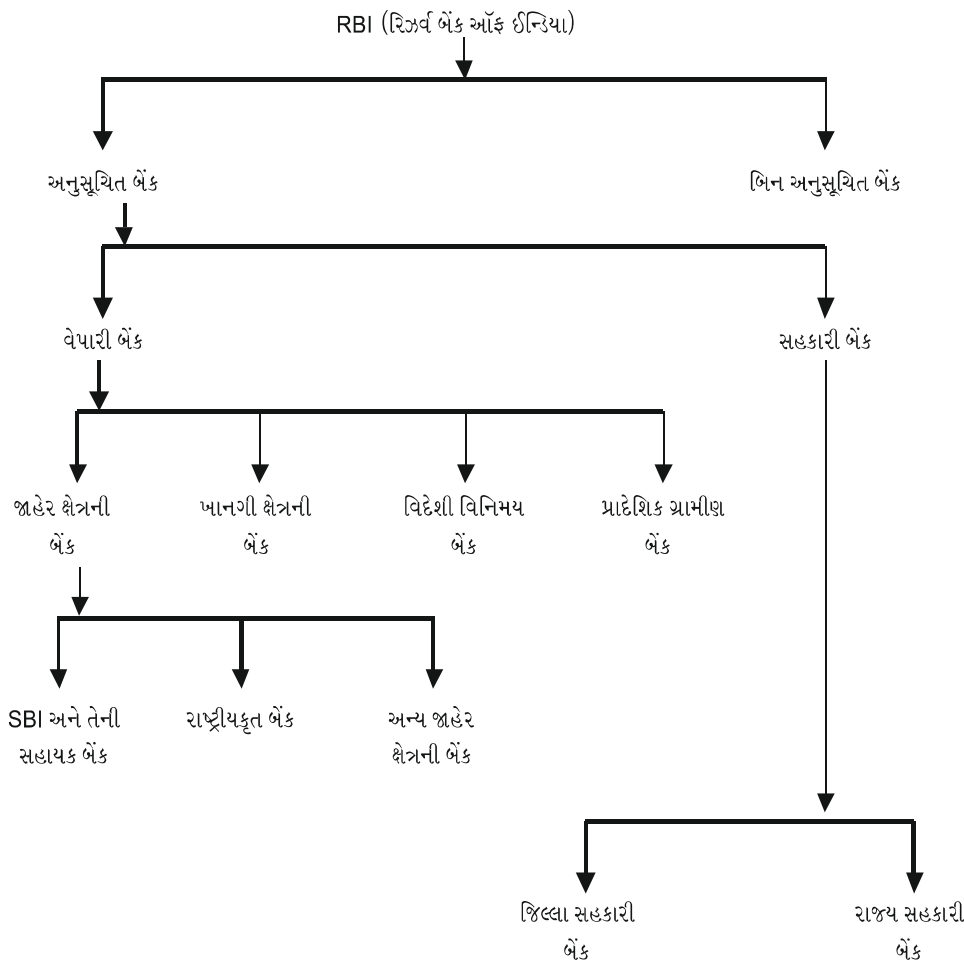 RBI (રિઝર્વ બેંક ઑફ ઈન્ડિયા)
અનુસૂચિત બેંક
બિન અનુસૂચિત બેંક
વેપારી બેંક
સહકારી બેંક
જાહેર ક્ષેત્રની
બેંક
ખાનગી ક્ષેત્રની
બેંક
વિદેશી વિનિમય
બેંક
પ્રાદેશિક ગ્રામીણ
બેંક
SBI અને તેની
સહાયક બેંક
રાષ્ટ્રીયકૃત બેંક
અન્ય જાહેર
ક્ષેત્રની બેંક
જિલ્લા સહકારી
બેંક
રાજ્ય સહકારી
બેંક